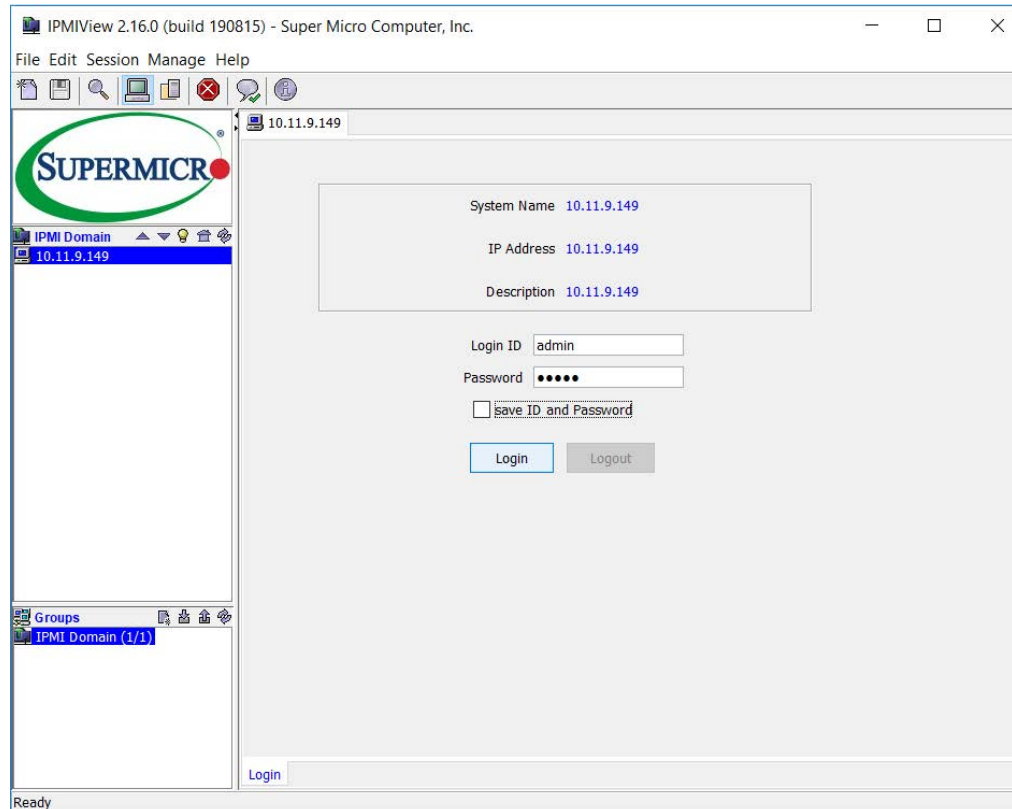 IPMIView 2.16.0 (build 190815) - Super Micro Computer, Inc.
File Edit Session Manage Help
SUPERMICRO
®
10.11.9.149
System Name 10.11.9.149
IP Address 10.11.9.149
Description 10.11.9.149
IPMI Domain
10.11.9.149
Login ID admin
Password •••••
save ID and Password
Login Logout
Groups
IPMI Domain (1/1)
Login
Ready